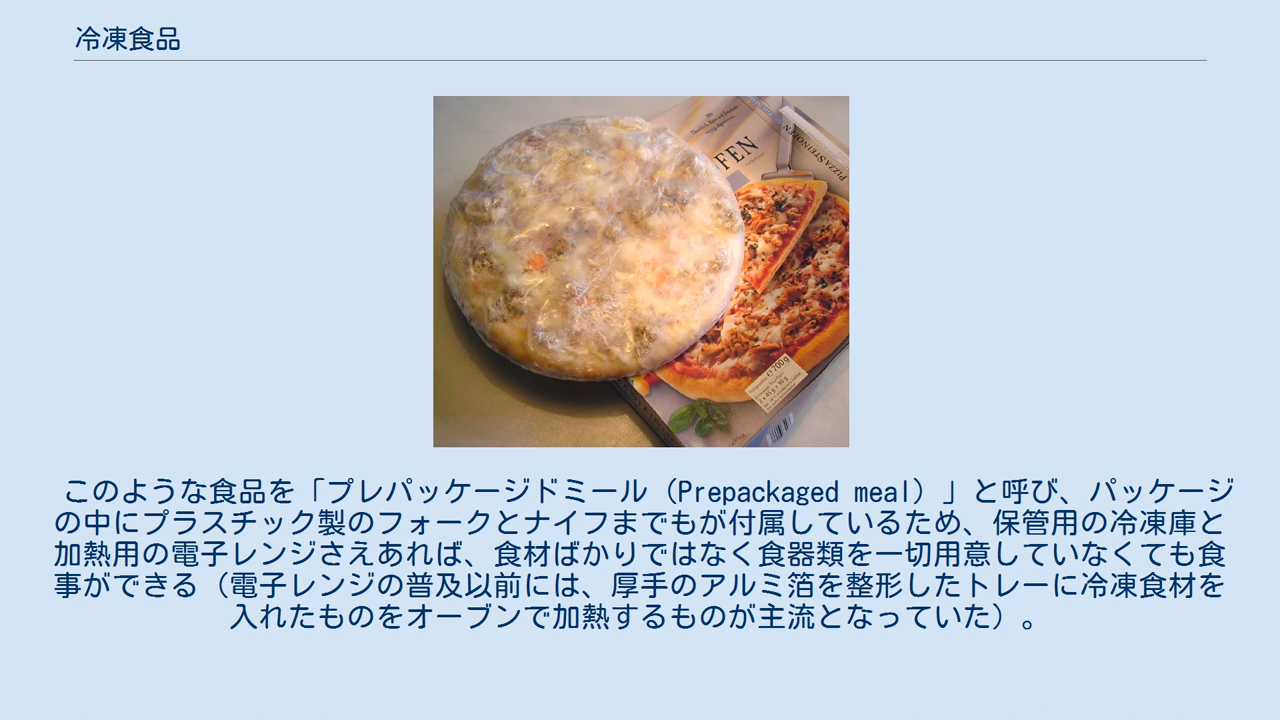 冷凍食品
FEN
PIZZA STEINOFEN
℮700g
このような食品を「プレパッケージドミール（Prepackaged meal）」と呼び、パッケージ
の中にプラスチック製のフォークとナイフまでもが付属しているため、保管用の冷凍庫と
加熱用の電子レンジさえあれば、食材ばかりではなく食器類を一切用意していなくても食
事ができる（電子レンジの普及以前には、厚手のアルミ箔を整形したトレーに冷凍食材を
入れたものをオーブンで加熱するものが主流となっていた）。